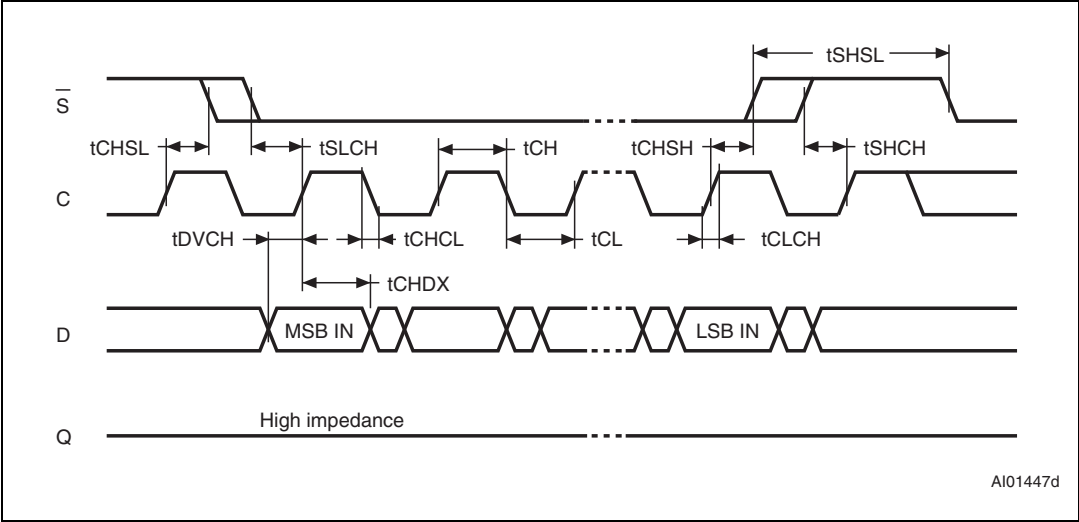 tSHSL
S̅
tCHSL tSLCH tCH tCHSH tSHCH
C
tDVCH tCHCL tCL tCLCH
tCHDX
D MSB IN LSB IN
High impedance
Q
AI01447d